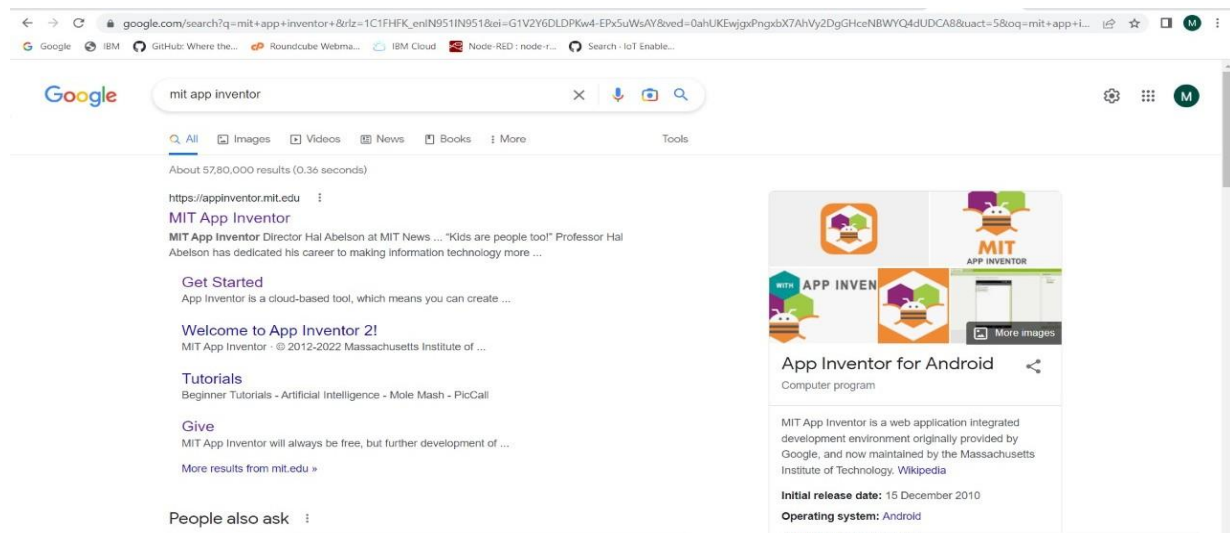 google.com/search?q=mit+app+inventor+&rlz=1C1FHFK_enIN951IN951&ei=G1V2Y6DLDPKw4-EPx5uWsAY&ved=0ahUKEwjgxPngxbX7AhVy2DgGHceNBWYQ4dUDCA8&uact=5&oq=mit+app+i...
M
Google IBM GitHub: Where the... Roundcube Webma... IBM Cloud Node-RED : node-r... Search - IoT Enable...
Google
mit app inventor
M
All Images Videos News Books More Tools
About 57,80,000 results (0.36 seconds)
https://appinventor.mit.edu
MIT App Inventor
MIT App Inventor Director Hal Abelson at MIT News ... "Kids are people too!" Professor Hal
Abelson has dedicated his career to making information technology more ...
Get Started
App Inventor is a cloud-based tool, which means you can create ...
Welcome to App Inventor 2!
MIT App Inventor · © 2012-2022 Massachusetts Institute of ...
Tutorials
Beginner Tutorials - Artificial Intelligence - Mole Mash - PicCall
Give
MIT App Inventor will always be free, but further development of ...
More results from mit.edu »
People also ask
MIT
APP INVENTOR
WITH APP INVEN
More images
App Inventor for Android
Computer program
MIT App Inventor is a web application integrated
development environment originally provided by
Google, and now maintained by the Massachusetts
Institute of Technology. Wikipedia
Initial release date: 15 December 2010
Operating system: Android